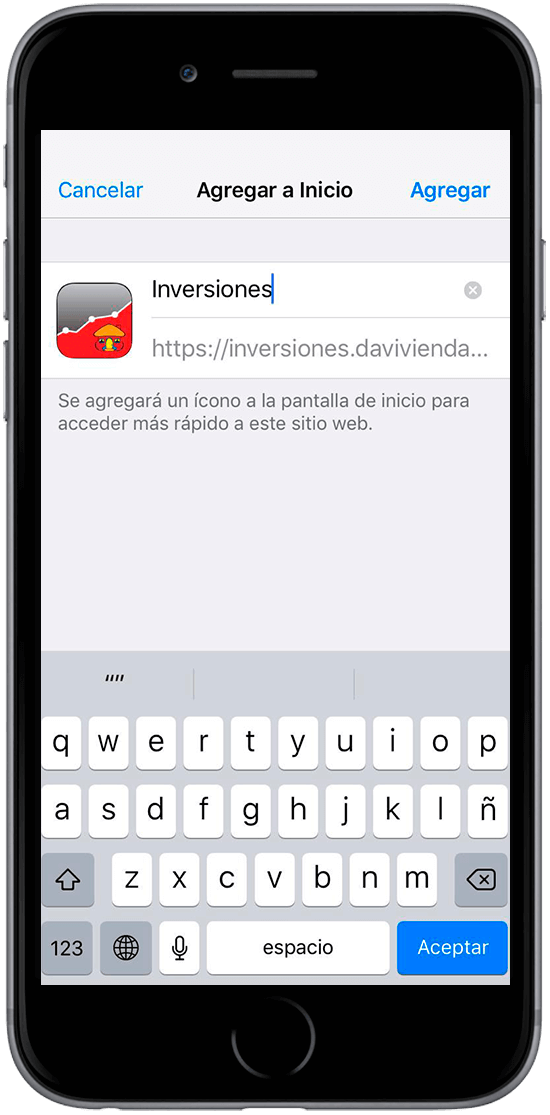 Cancelar Agregar a Inicio Agregar
Inversiones
https://inversiones.davivienda...
Se agregará un ícono a la pantalla de inicio para
acceder más rápido a este sitio web.
""
q w e r t y u i o p
a s d f g h j k l ñ
z x c v b n m
123 espacio Aceptar